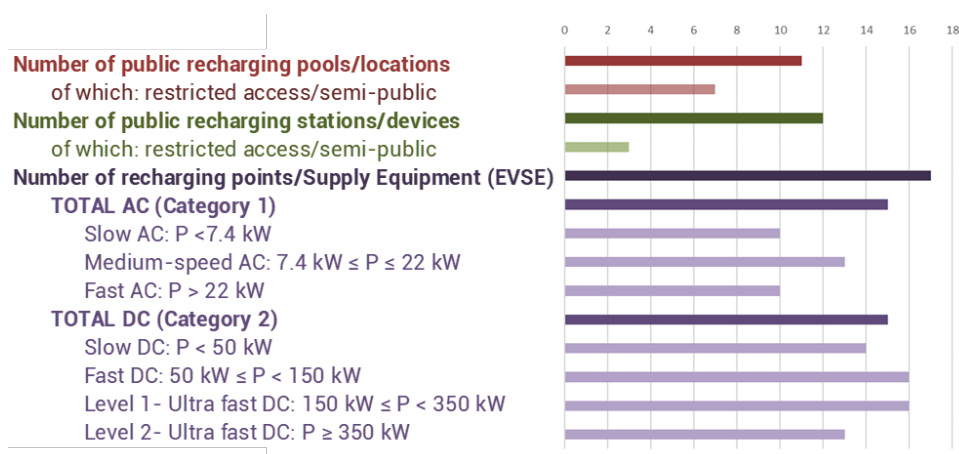 0 2 4 6 8 10 12 14 16 18
Number of public recharging pools/locations
of which: restricted access/semi-public
Number of public recharging stations/devices
of which: restricted access/semi-public
Number of recharging points/Supply Equipment (EVSE)
TOTAL AC (Category 1)
Slow AC: P <7.4 kW
Medium-speed AC: 7.4 kW ≤ P ≤ 22 kW
Fast AC: P > 22 kW
TOTAL DC (Category 2)
Slow DC: P < 50 kW
Fast DC: 50 kW ≤ P < 150 kW
Level 1- Ultra fast DC: 150 kW ≤ P < 350 kW
Level 2- Ultra fast DC: P ≥ 350 kW